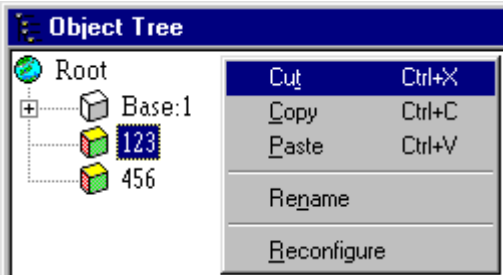 Object Tree
Root
Base:1
123
456
Cut Ctrl+X
Copy Ctrl+C
Paste Ctrl+V
Rename
Reconfigure